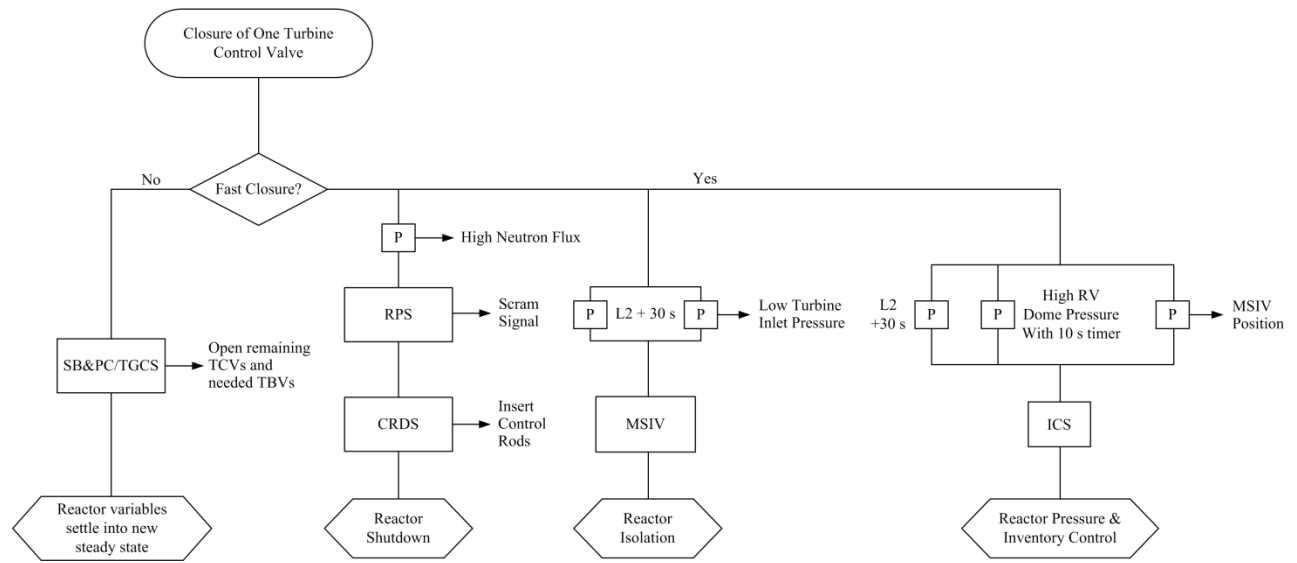 Closure of One Turbine
Control Valve
Fast Closure?
No
Yes
P
High Neutron Flux
RPS
Scram
Signal
CRDS
Insert
Control
Rods
Reactor
Shutdown
SB&PC/TGCS
Open remaining
TCVs and
needed TBVs
Reactor variables
settle into new
steady state
P
L2 + 30 s
P
Low Turbine
Inlet Pressure
MSIV
Reactor
Isolation
L2
+30 s
P
P
High RV
Dome Pressure
With 10 s timer
P
MSIV
Position
ICS
Reactor Pressure &
Inventory Control